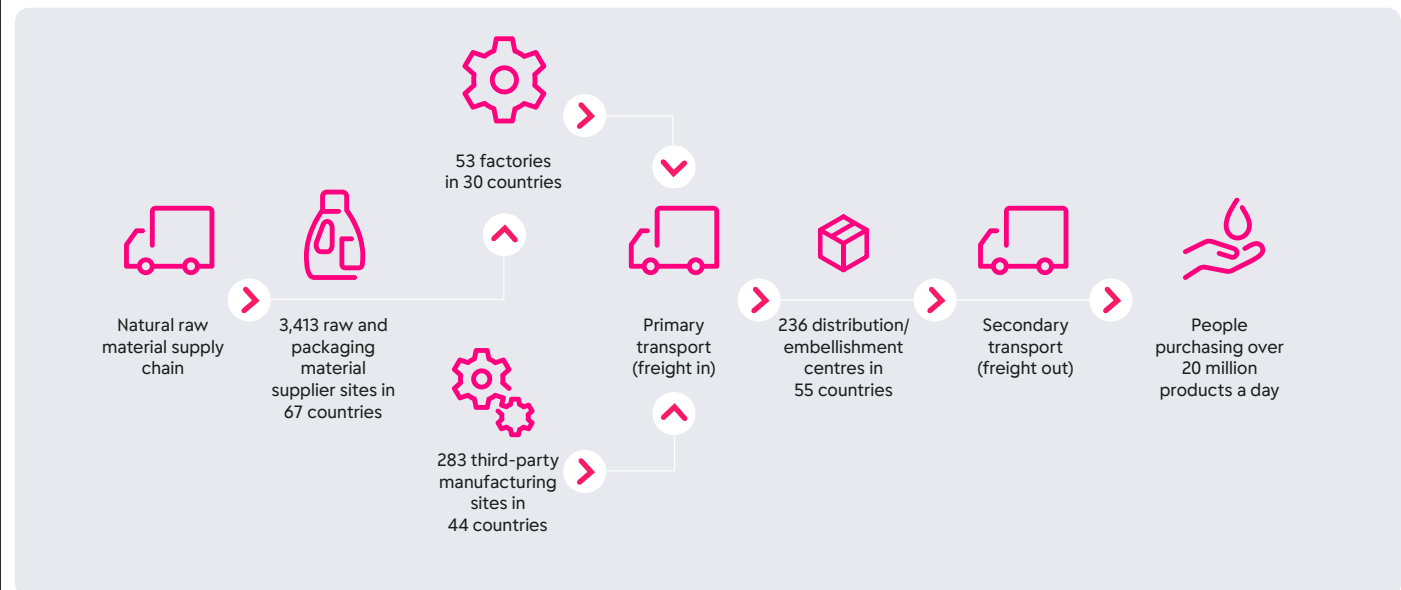 53 factories
in 30 countries
Natural raw
material supply
chain
3,413 raw and
packaging
material
supplier sites in
67 countries
283 third-party
manufacturing
sites in
44 countries
Primary
transport
(freight in)
236 distribution/
embellishment
centres in
55 countries
Secondary
transport
(freight out)
People
purchasing over
20 million
products a day